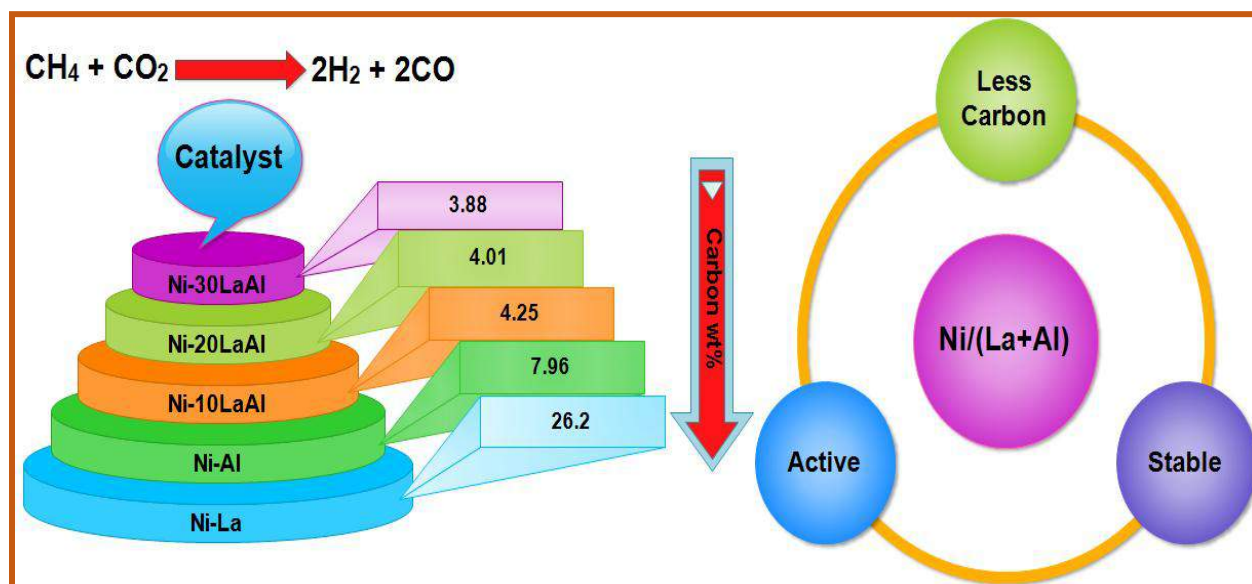 CH₄ + CO₂ 2H₂ + 2CO
Catalyst
3.88
Ni-30LaAl
4.01
Ni-20LaAl
4.25
Ni-10LaAl
7.96
Ni-Al
26.2
Ni-La
Carbon wt%
Less
Carbon
Ni/(La+Al)
Active
Stable